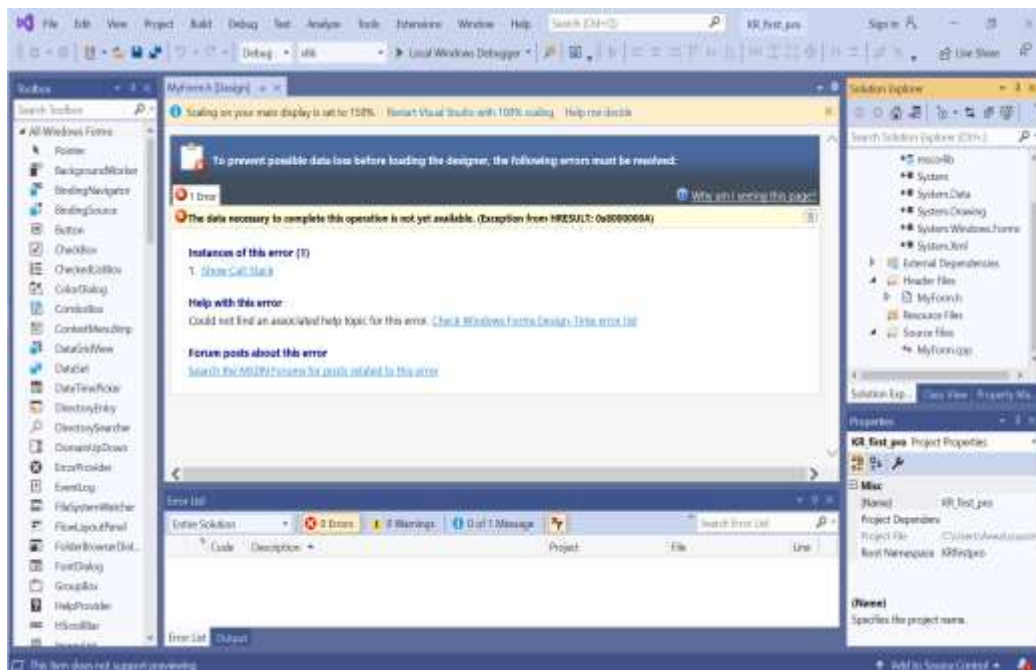 File Edit View Project Build Debug Test Analyze Tools Extensions Window Help Search (Ctrl+Q) KR_first_pro Sign in
Debug x86 Local Windows Debugger Live Share
Toolbox
Search Toolbox
All Windows Forms
Pointer
BackgroundWorker
BindingNavigator
BindingSource
Button
CheckBox
CheckedListBox
ColorDialog
ComboBox
ContextMenuStrip
DataGridView
DataSet
DateTimePicker
DirectoryEntry
DirectorySearcher
DomainUpDown
ErrorProvider
EventLog
FileSystemWatcher
FlowLayoutPanel
FolderBrowserDial...
FontDialog
GroupBox
HelpProvider
HScrollBar
MyForm.h [Design]
Scaling on your main display is set to 150%. Restart Visual Studio with 100% scaling Help me decide
To prevent possible data loss before loading the designer, the following errors must be resolved:
1 Error
Why am I seeing this page?
The data necessary to complete this operation is not yet available. (Exception from HRESULT: 0x8000000A)
Instances of this error (1)
1. Show Call Stack
Help with this error
Could not find an associated help topic for this error. Check Windows Forms Design-Time error list
Forum posts about this error
Search the MSDN Forums for posts related to this error
Error List
Entire Solution 0 Errors 0 Warnings 0 of 1 Message Search Error List
Code Description Project File Line
Error List Output
Solution Explorer
Search Solution Explorer (Ctrl+;)
mscorlib
System
System.Data
System.Drawing
System.Windows.Forms
System.Xml
External Dependencies
Header Files
MyForm.h
Resource Files
Source Files
MyForm.cpp
Solution Exp... Class View Property Ma...
Properties
KR_first_pro Project Properties
Misc
(Name) KR_first_pro
Project Dependenc
Project File
Root Namespace KRfirstpro
(Name)
Specifies the project name.
This item does not support previewing
Add to Source Control